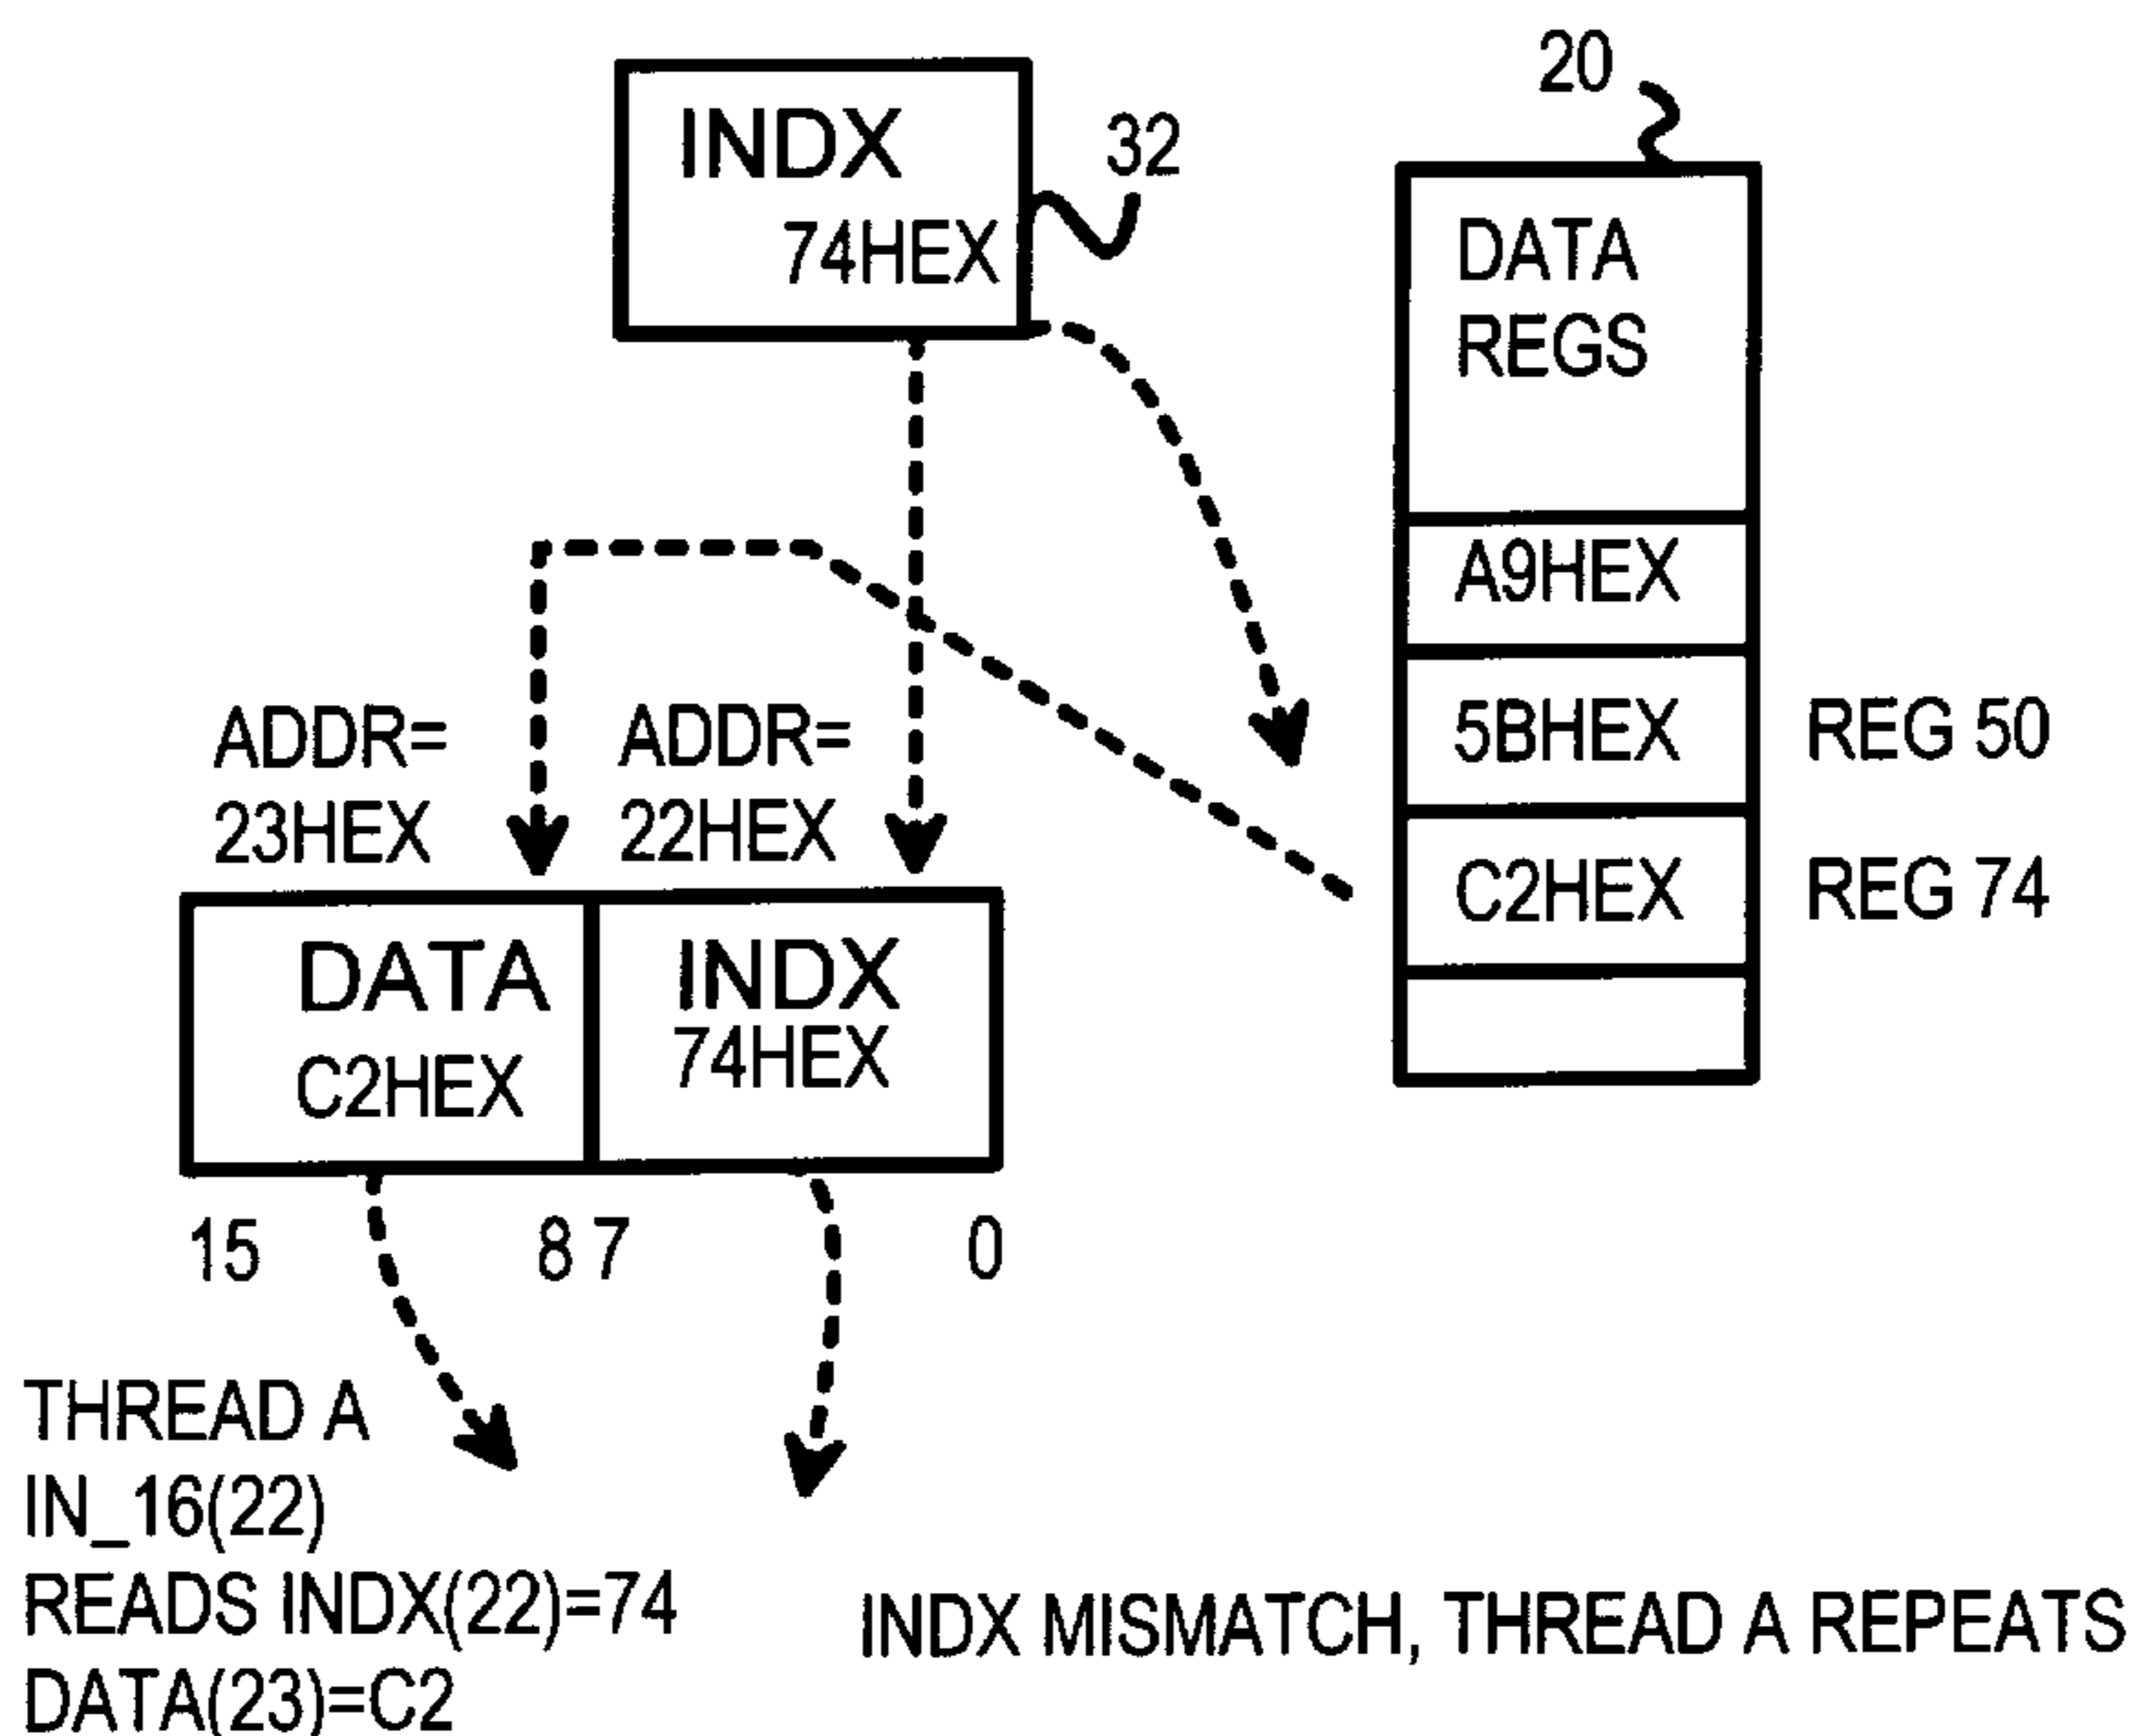 20
INDX
32
74HEX
DATA
REGS
A9HEX
ADDR=
23HEX
ADDR=
22HEX
5BHEX
REG 50
C2HEX
REG 74
DATA
C2HEX
INDX
74HEX
15
8 7
0
THREAD A
IN_16(22)
READS INDX(22)=74
DATA(23)=C2
INDX MISMATCH, THREAD A REPEATS